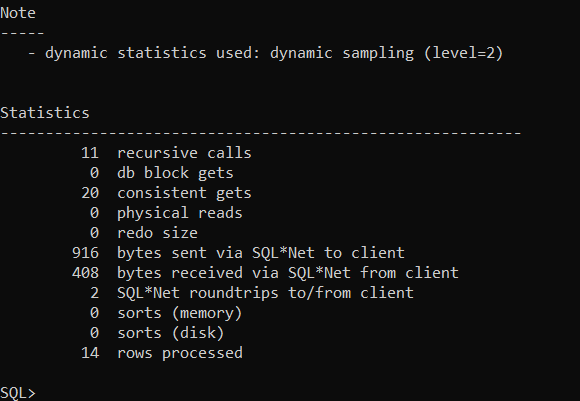 Note
-----
   - dynamic statistics used: dynamic sampling (level=2)
Statistics
----------------------------------------------------------
         11  recursive calls
          0  db block gets
         20  consistent gets
          0  physical reads
          0  redo size
        916  bytes sent via SQL*Net to client
        408  bytes received via SQL*Net from client
          2  SQL*Net roundtrips to/from client
          0  sorts (memory)
          0  sorts (disk)
         14  rows processed
SQL>